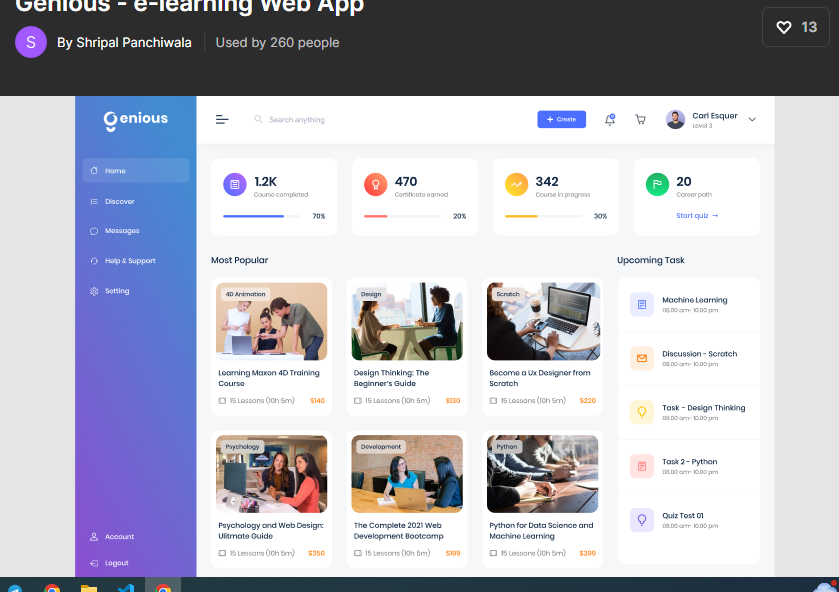 Genious - e-learning Web App
S
By Shripal Panchiwala
Used by 260 people
13
genious
Search anything
+ Create
Carl Esquer
Level 3
Home
Discover
Messages
Help & Support
Setting
Account
Logout
1.2K
Course completed
70%
470
Certificate earned
20%
342
Course in progress
30%
20
Career path
Start quiz →
Most Popular
4D Animation
Learning Maxon 4D Training
Course
15 Lessons (10h 5m)
$140
Design
Design Thinking: The
Beginner's Guide
15 Lessons (10h 5m)
$130
Scratch
Become a Ux Designer from
Scratch
15 Lessons (10h 5m)
$220
Psychology
Psychology and Web Design:
Ulitmate Guide
15 Lessons (10h 5m)
$350
Development
The Complete 2021 Web
Development Bootcamp
15 Lessons (10h 5m)
$199
Python
Python for Data Science and
Machine Learning
15 Lessons (10h 5m)
$399
Upcoming Task
Machine Learning
08.00 am- 10.00 pm
Discussion - Scratch
08.00 am- 10.00 pm
Task - Design Thinking
08.00 am- 10.00 pm
Task 2 - Python
08.00 am- 10.00 pm
Quiz Test 01
08.00 am- 10.00 pm